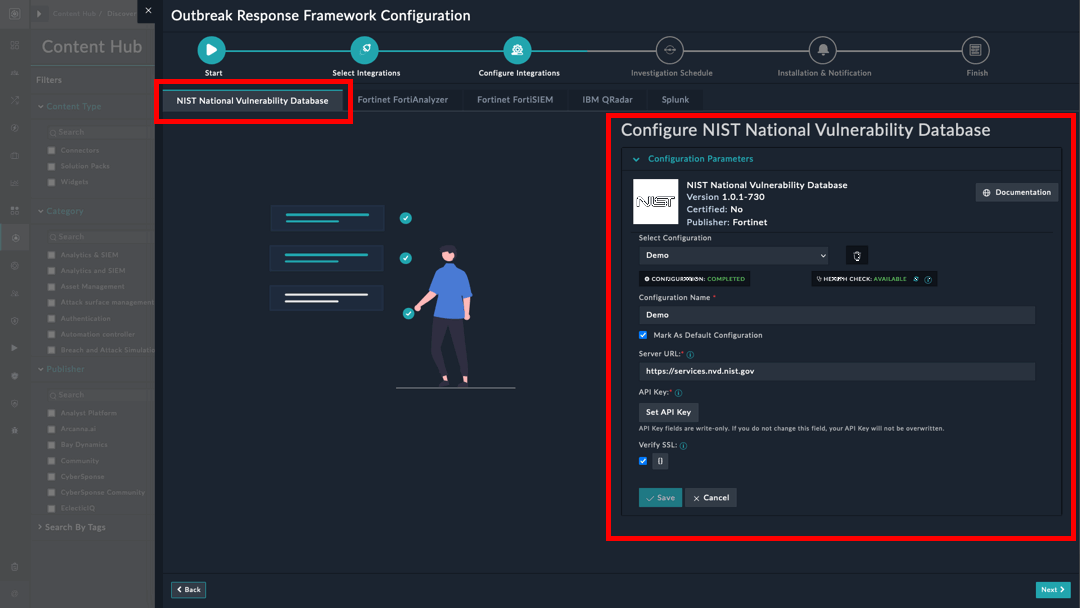 Content Hub / Discover
Content Hub
Filters
Content Type
Search
Connectors
Solution Packs
Widgets
Category
Search
Analytics & SIEM
Analytics and SIEM
Asset Management
Attack surface management
Authentication
Automation controller
Breach and Attack Simulatio
Publisher
Search
Analyst Platform
Arcanna.ai
Bay Dynamics
Community
CyberSponse
CyberSponse Community
EclecticIQ
Search By Tags
Outbreak Response Framework Configuration
Start
Select Integrations
Configure Integrations
Investigation Schedule
Installation & Notification
Finish
NIST National Vulnerability Database
Fortinet FortiAnalyzer
Fortinet FortiSIEM
IBM QRadar
Splunk
Configure NIST National Vulnerability Database
Configuration Parameters
NIST
NIST National Vulnerability Database
Version 1.0.1-730
Certified: No
Publisher: Fortinet
Documentation
Select Configuration
Demo
CONFIGURATION: COMPLETED
HEALTH CHECK: AVAILABLE
Configuration Name *
Demo
Mark As Default Configuration
Server URL:*
https://services.nvd.nist.gov
API Key:*
Set API Key
API Key fields are write-only. If you do not change this field, your API Key will not be overwritten.
Verify SSL:
{}
Save
Cancel
Back
Next